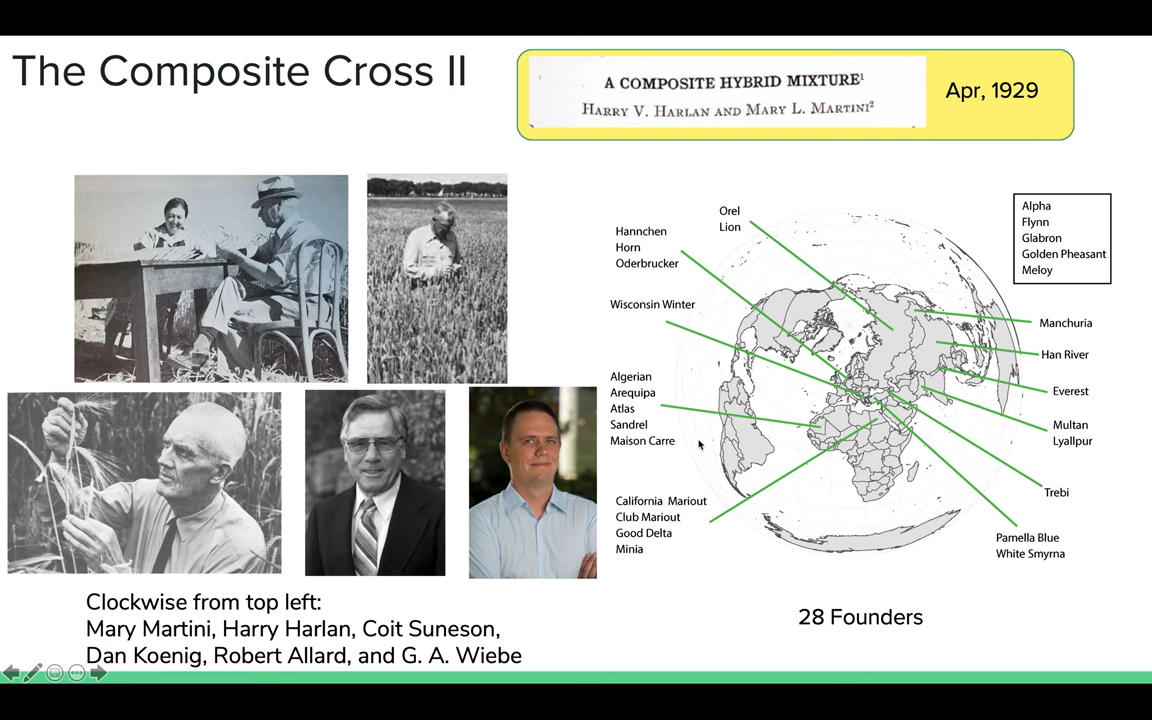 The Composite Cross II
A COMPOSITE HYBRID MIXTURE¹
HARRY V. HARLAN AND MARY L. MARTINI²
Apr, 1929
Orel
Lion
Hannchen
Horn
Oderbrucker
Wisconsin Winter
Algerian
Arequipa
Atlas
Sandrel
Maison Carre
California Mariout
Club Mariout
Good Delta
Minia
Alpha
Flynn
Glabron
Golden Pheasant
Meloy
Manchuria
Han River
Everest
Multan
Lyallpur
Trebi
Pamella Blue
White Smyrna
28 Founders
Clockwise from top left:
Mary Martini, Harry Harlan, Coit Suneson,
Dan Koenig, Robert Allard, and G. A. Wiebe